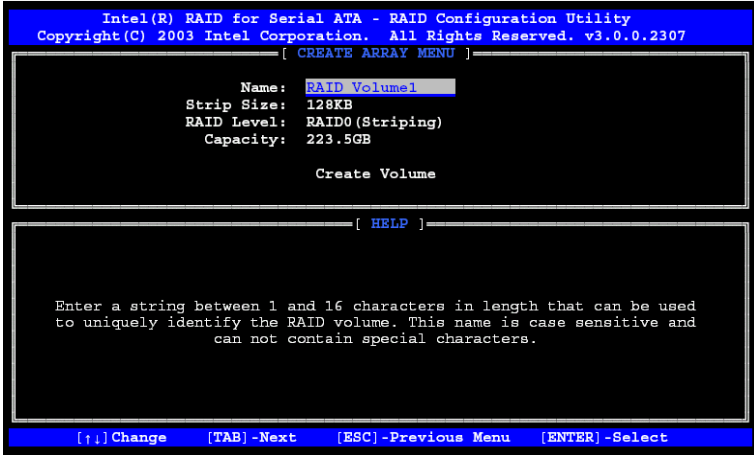 Intel(R) RAID for Serial ATA - RAID Configuration Utility
Copyright(C) 2003 Intel Corporation. All Rights Reserved. v3.0.0.2307
[ CREATE ARRAY MENU ]
Name: RAID Volume1
Strip Size: 128KB
RAID Level: RAID0(Striping)
Capacity: 223.5GB
Create Volume
[ HELP ]
Enter a string between 1 and 16 characters in length that can be used
to uniquely identify the RAID volume. This name is case sensitive and
can not contain special characters.
[↑↓]Change [TAB]-Next [ESC]-Previous Menu [ENTER]-Select